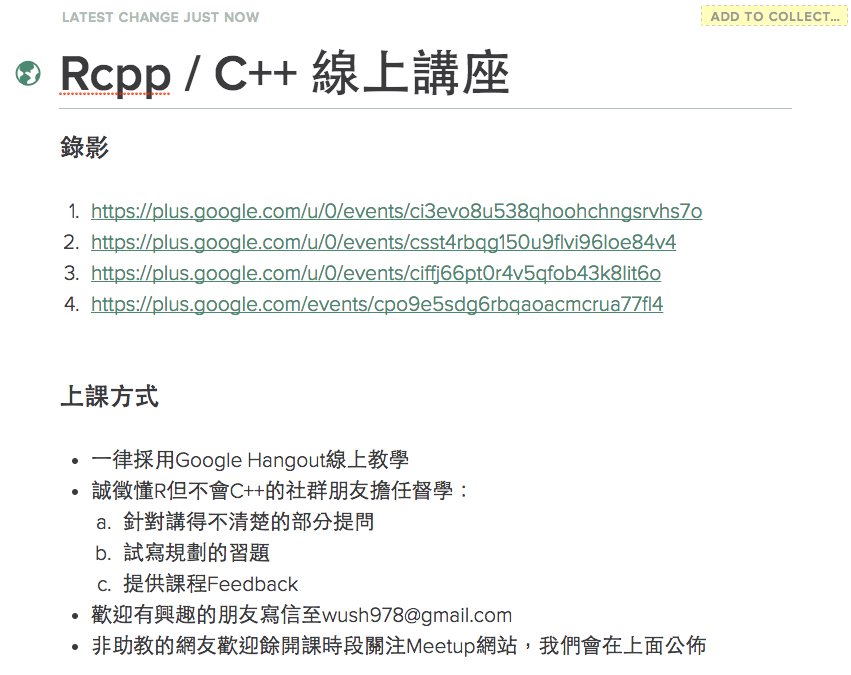 LATEST CHANGE JUST NOW
ADD TO COLLECT...
Rcpp / C++ 線上講座
錄影
1. https://plus.google.com/u/0/events/ci3evo8u538qhoohchngsrvhs7o
2. https://plus.google.com/u/0/events/csst4rbqg150u9flvi96loe84v4
3. https://plus.google.com/u/0/events/ciffj66pt0r4v5qfob43k8lit6o
4. https://plus.google.com/events/cpo9e5sdg6rbqaoacmcrua77fl4
上課方式
• 一律採用Google Hangout線上教學
• 誠徵懂R但不會C++的社群朋友擔任督學：
a. 針對講得不清楚的部分提問
b. 試寫規劃的習題
c. 提供課程Feedback
• 歡迎有興趣的朋友寫信至wush978@gmail.com
• 非助教的網友歡迎餘開課時段關注Meetup網站，我們會在上面公佈